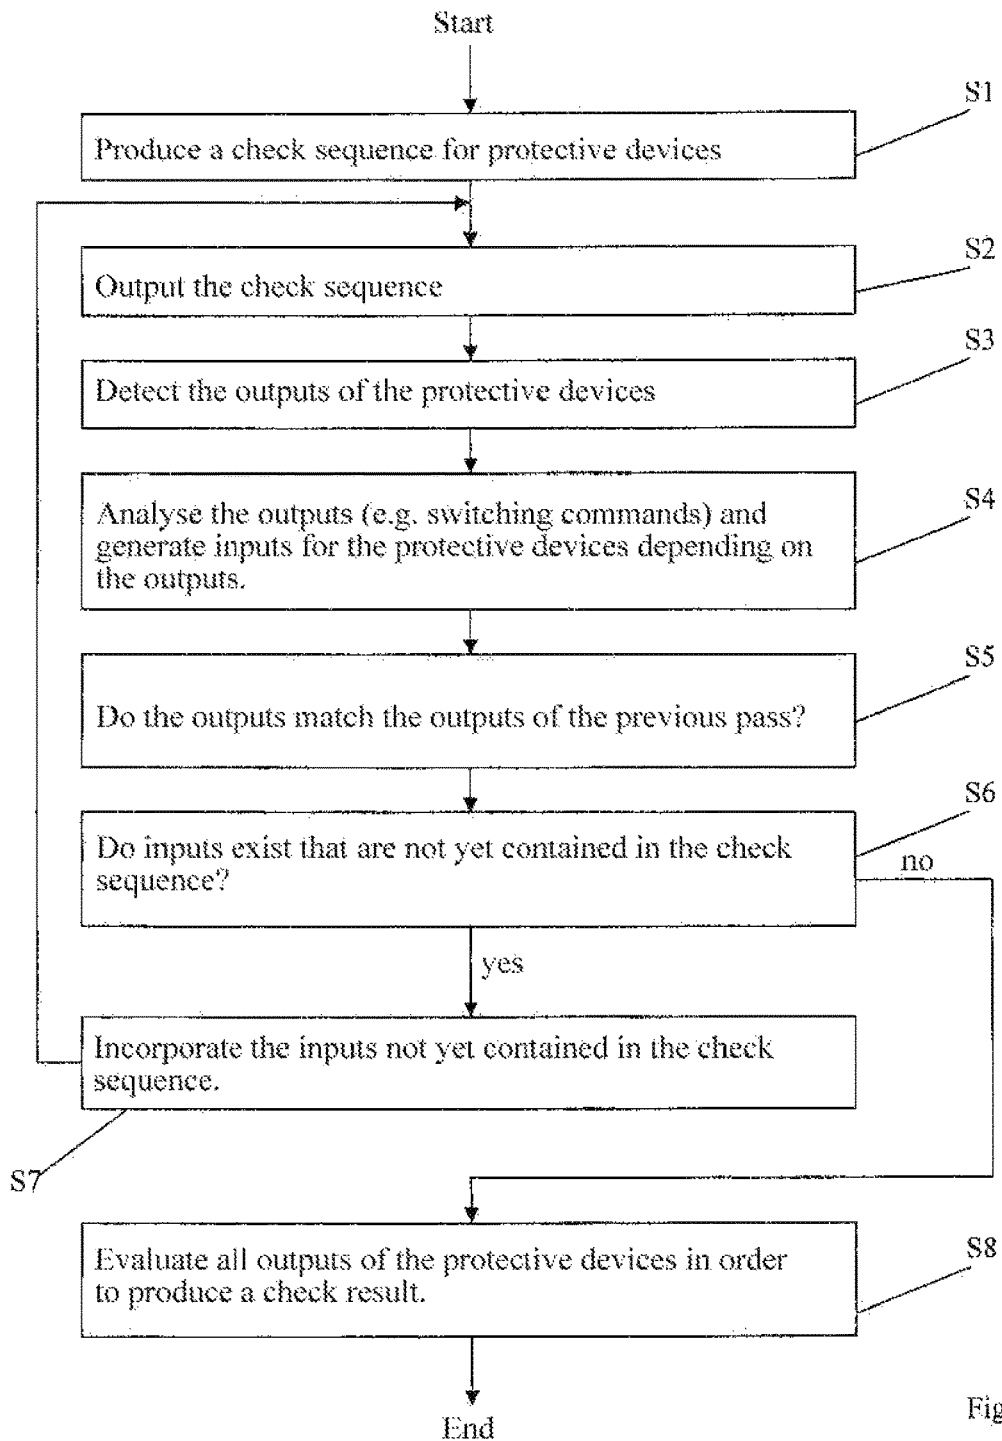 Start
S1
Produce a check sequence for protective devices
S2
Output the check sequence
S3
Detect the outputs of the protective devices
S4
Analyse the outputs (e.g. switching commands) and
generate inputs for the protective devices depending on
the outputs.
S5
Do the outputs match the outputs of the previous pass?
S6
Do inputs exist that are not yet contained in the check
sequence?
no
yes
Incorporate the inputs not yet contained in the check
sequence.
S7
Evaluate all outputs of the protective devices in order
to produce a check result.
S8
End
Fig